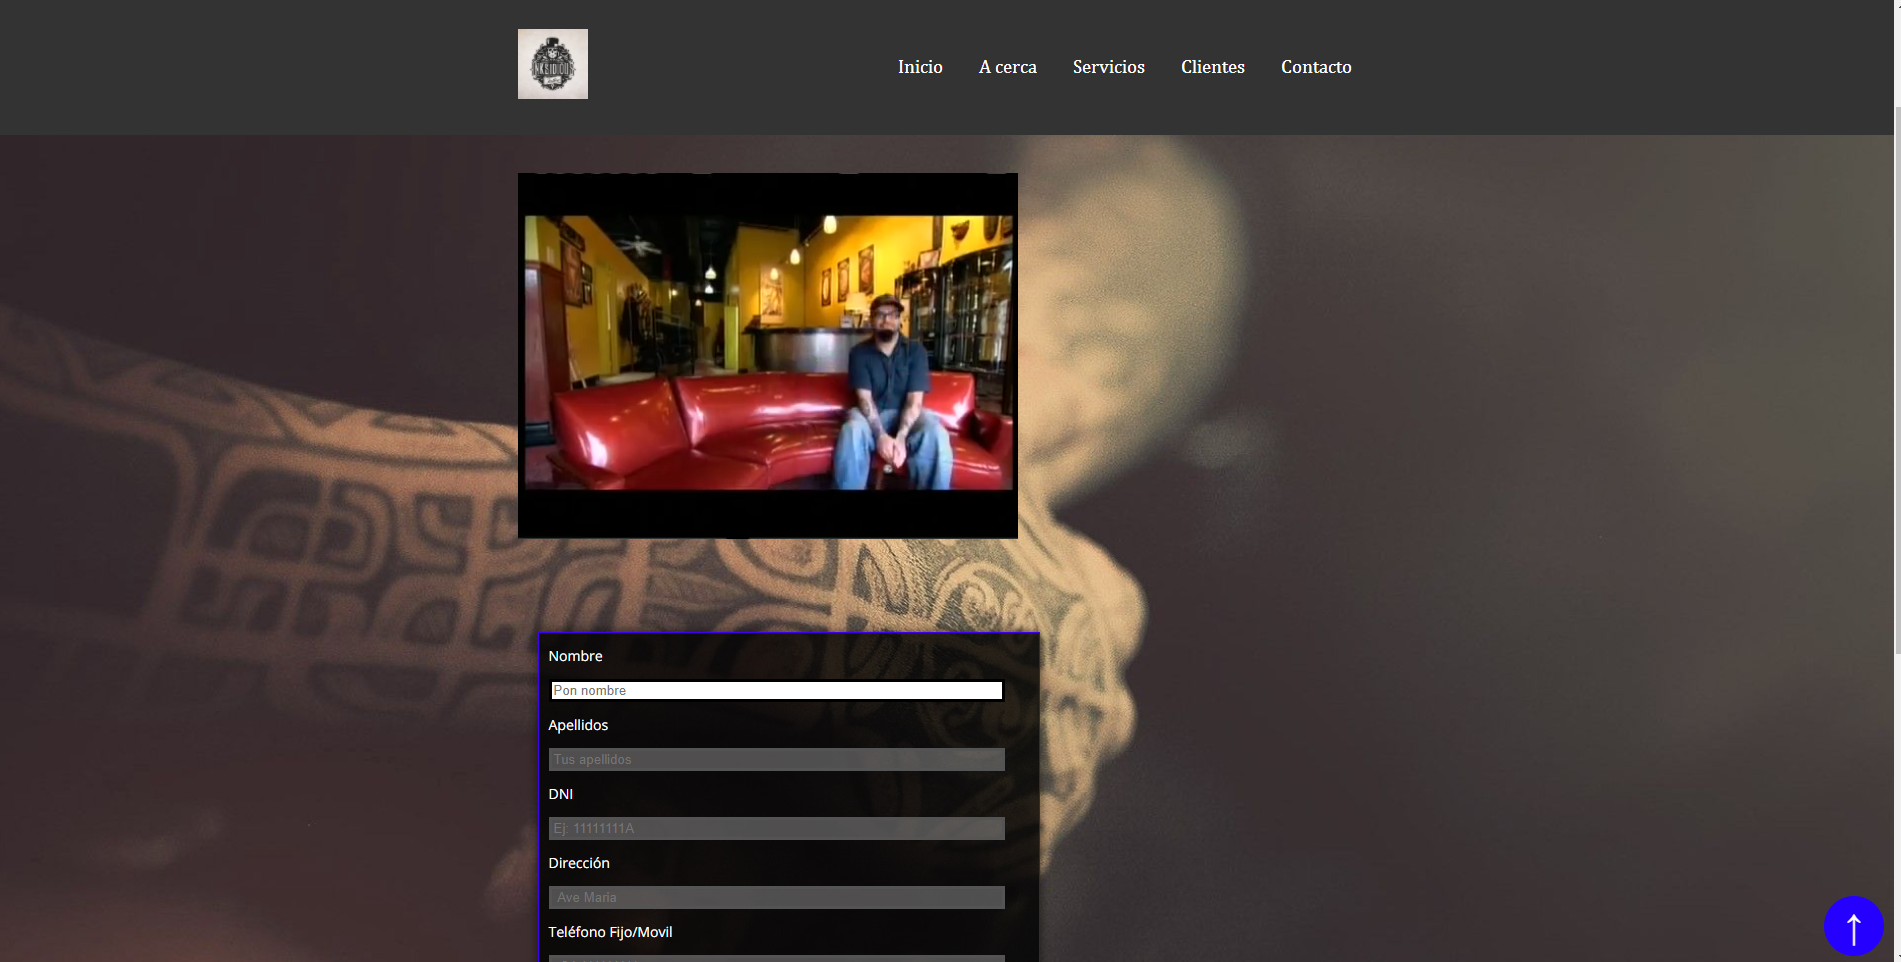 INKSIDIOUS
Inicio
A cerca
Servicios
Clientes
Contacto
Nombre
Pon nombre
Apellidos
Tus apellidos
DNI
Ej: 11111111A
Dirección
Ave Maria
Teléfono Fijo/Movil